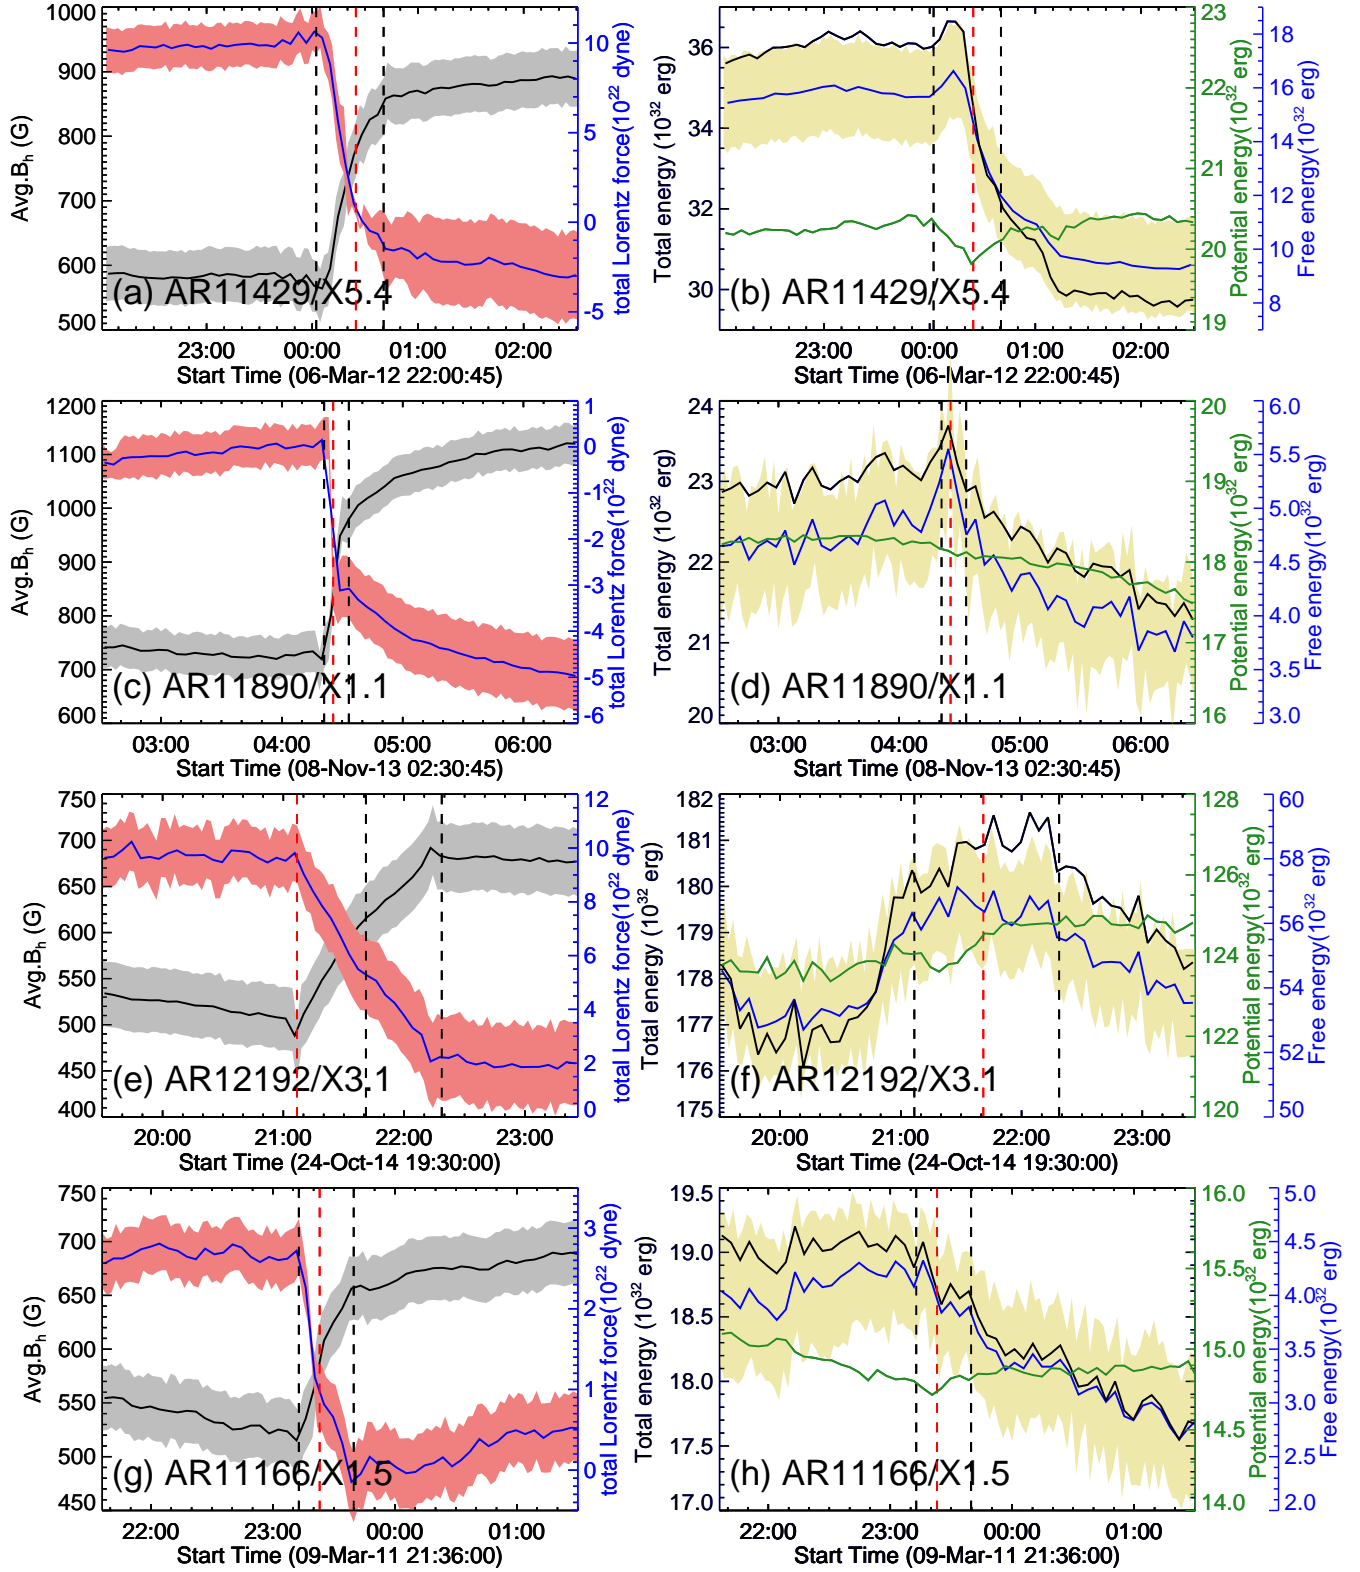 1000
900
800
700
600
500
Avg.Bh (G)
10
5
0
-5
total Lorentz force(10^22 dyne)
(a) AR11429/X5.4
23:00 00:00 01:00 02:00
Start Time (06-Mar-12 22:00:45)
36
34
32
30
Total energy (10^32 erg)
23
22
21
20
19
Potential energy(10^32 erg)
18
16
14
12
10
8
Free energy(10^32 erg)
(b) AR11429/X5.4
23:00 00:00 01:00 02:00
Start Time (06-Mar-12 22:00:45)
1200
1100
1000
900
800
700
600
Avg.Bh (G)
1
0
-1
-2
-3
-4
-5
-6
total Lorentz force(10^22 dyne)
(c) AR11890/X1.1
03:00 04:00 05:00 06:00
Start Time (08-Nov-13 02:30:45)
24
23
22
21
20
Total energy (10^32 erg)
20
19
18
17
16
Potential energy(10^32 erg)
6.0
5.5
5.0
4.5
4.0
3.5
3.0
Free energy(10^32 erg)
(d) AR11890/X1.1
03:00 04:00 05:00 06:00
Start Time (08-Nov-13 02:30:45)
750
700
650
600
550
500
450
400
Avg.Bh (G)
12
10
8
6
4
2
0
total Lorentz force(10^22 dyne)
(e) AR12192/X3.1
20:00 21:00 22:00 23:00
Start Time (24-Oct-14 19:30:00)
182
181
180
179
178
177
176
175
Total energy (10^32 erg)
128
126
124
122
120
Potential energy(10^32 erg)
60
58
56
54
52
50
Free energy(10^32 erg)
(f) AR12192/X3.1
20:00 21:00 22:00 23:00
Start Time (24-Oct-14 19:30:00)
750
700
650
600
550
500
450
Avg.Bh (G)
3
2
1
0
total Lorentz force(10^22 dyne)
(g) AR11166/X1.5
22:00 23:00 00:00 01:00
Start Time (09-Mar-11 21:36:00)
19.5
19.0
18.5
18.0
17.5
17.0
Total energy (10^32 erg)
16.0
15.5
15.0
14.5
14.0
Potential energy(10^32 erg)
5.0
4.5
4.0
3.5
3.0
2.5
2.0
Free energy(10^32 erg)
(h) AR11166/X1.5
22:00 23:00 00:00 01:00
Start Time (09-Mar-11 21:36:00)